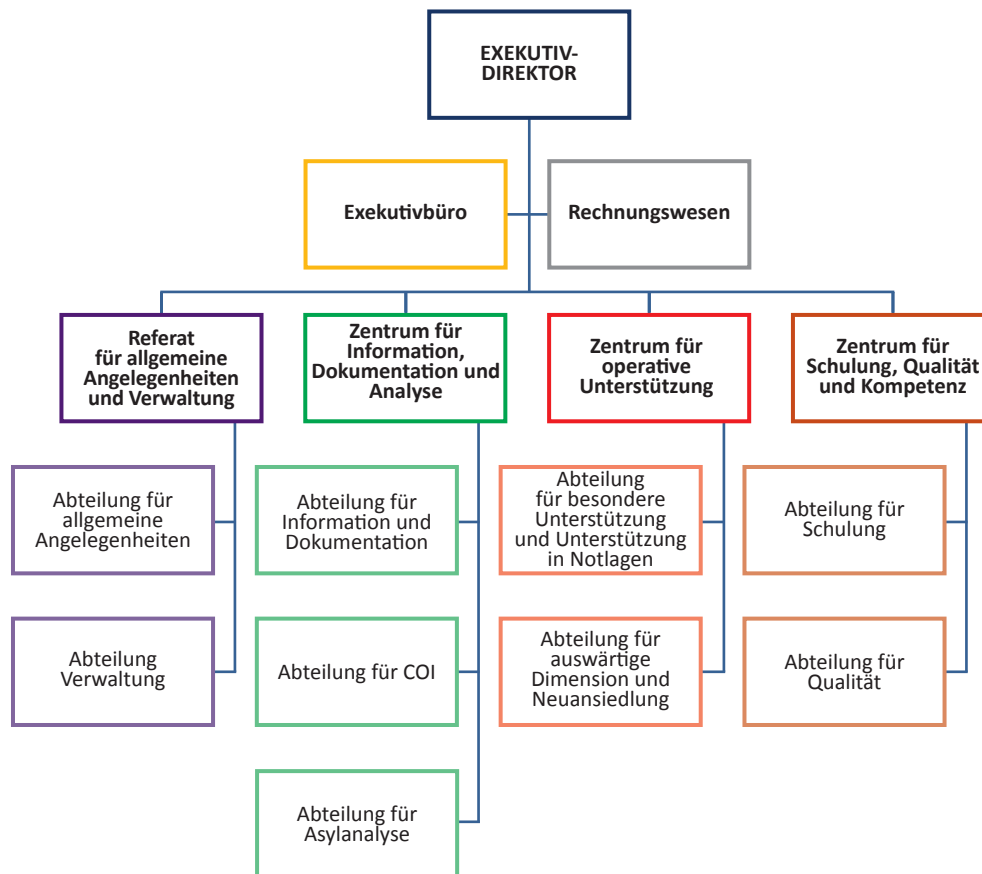 EXEKUTIV-
DIREKTOR
Exekutivbüro
Rechnungswesen
Referat
für allgemeine
Angelegenheiten
und Verwaltung
Zentrum für
Information,
Dokumentation und
Analyse
Zentrum für
operative
Unterstützung
Zentrum für
Schulung, Qualität
und Kompetenz
Abteilung für
allgemeine
Angelegenheiten
Abteilung für
Information und
Dokumentation
Abteilung
für besondere
Unterstützung
und Unterstützung
in Notlagen
Abteilung für
Schulung
Abteilung
Verwaltung
Abteilung für COI
Abteilung für
auswärtige
Dimension und
Neuansiedlung
Abteilung für
Qualität
Abteilung für
Asylanalyse